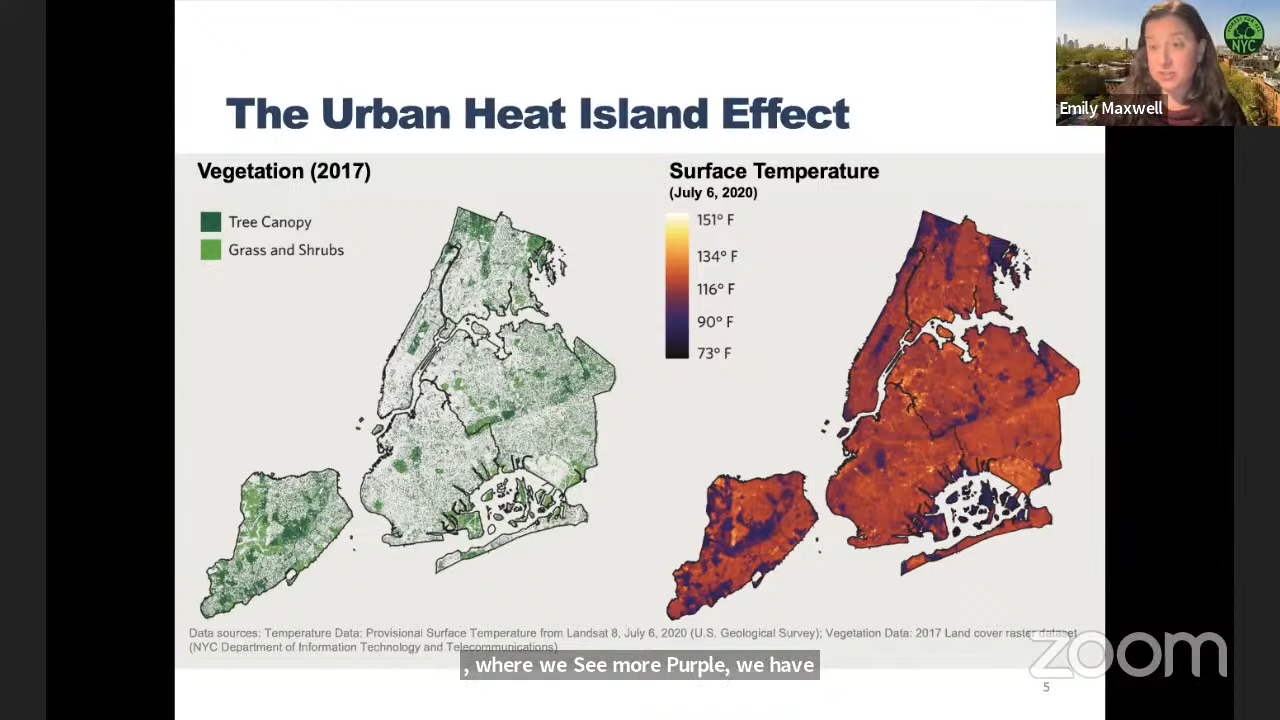 The Urban Heat Island Effect
NYC
Emily Maxwell
Vegetation (2017)
Tree Canopy
Grass and Shrubs
Surface Temperature
(July 6, 2020)
151° F
134° F
116° F
90° F
73° F
Data sources: Temperature Data: Provisional Surface Temperature from Landsat 8, July 6, 2020 (U.S. Geological Survey); Vegetation Data: 2017 Land cover raster dataset
(NYC Department of Information Technology and Telecommunications)
, where we See more Purple, we have
zoom
5